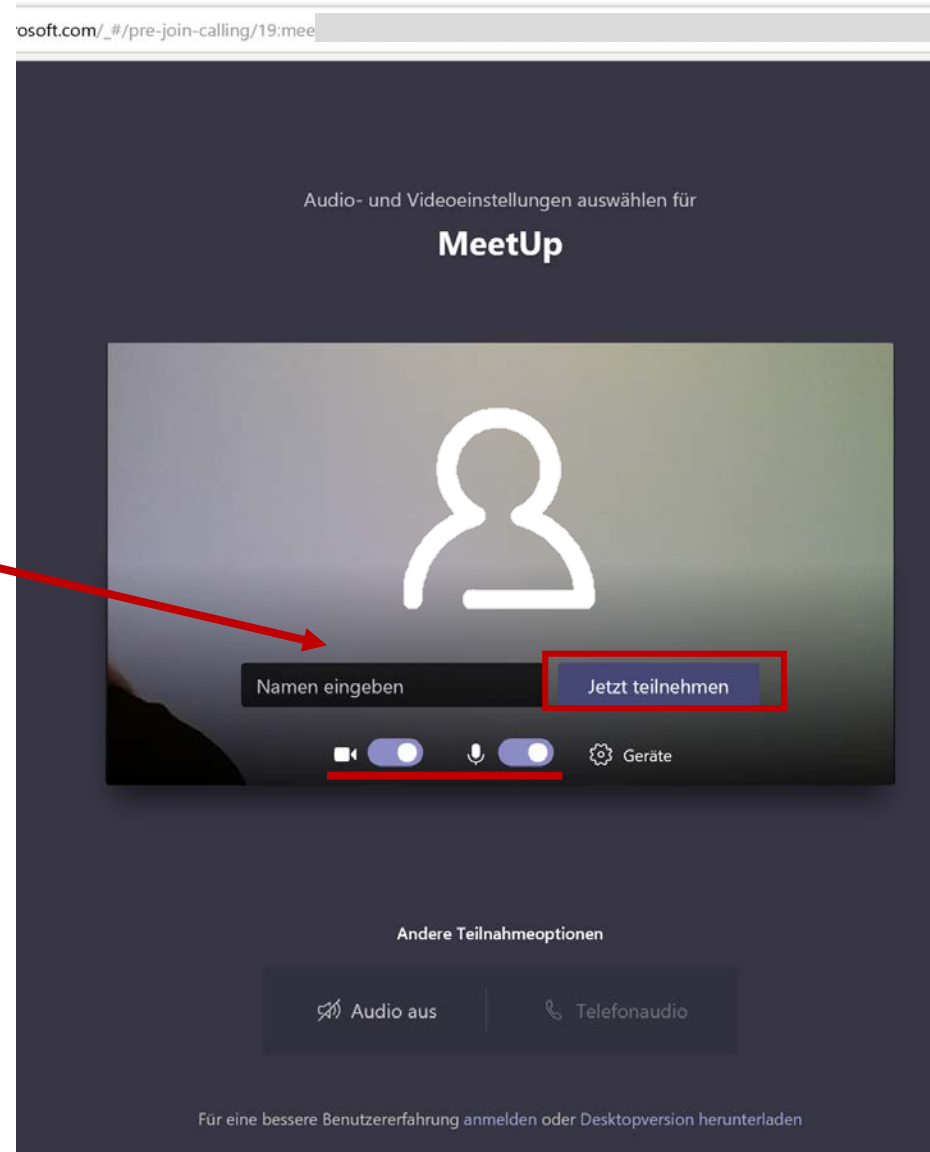 rosoft.com/_#/pre-join-calling/19:mee
Audio- und Videoeinstellungen auswählen für
MeetUp
Namen eingeben
Jetzt teilnehmen
Geräte
Andere Teilnahmeoptionen
Audio aus
Telefonaudio
Für eine bessere Benutzererfahrung anmelden oder Desktopversion herunterladen